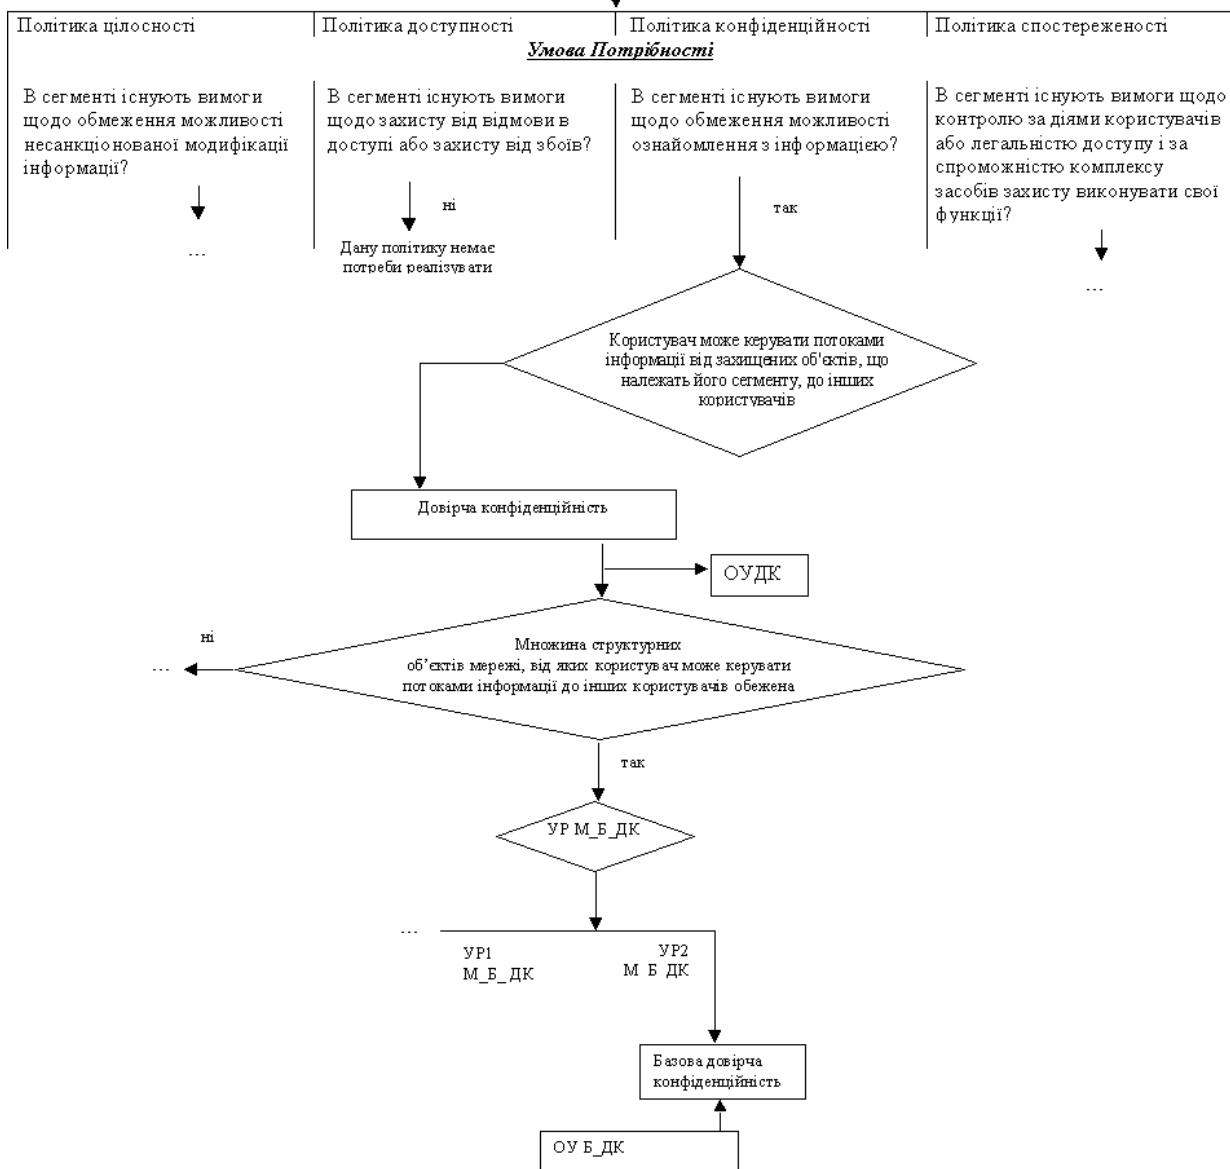 Політика цілосності
Політика доступності
Політика конфіденційності
Політика спостереженості
Умова Потрібності
В сегменті існують вимоги
щодо обмеження можливості
несанкціонованої модифікації
інформації?
...
В сегменті існують вимоги
щодо захисту від відмови в
доступі або захисту від збоїв?
ні
Дану політику немає
потреби реалізувати
В сегменті існують вимоги
щодо обмеження можливості
ознайомлення з інформацією?
так
В сегменті існують вимоги щодо
контролю за діями користувачів
або легальністю доступу і за
спроможністю комплексу
засобів захисту виконувати свої
функції?
...
Користувач може керувати потоками
інформації від захищених об'єктів, що
належать його сегменту, до інших
користувачів
Довірча конфіденційність
ОУДК
ні
...
Множина структурних
об’єктів мережі, від яких користувач може керувати
потоками інформації до інших користувачів обежена
так
УР М_Б_ДК
...
УР1
М_Б_ДК
УР2
М Б ДК
Базова довірча
конфіденційність
ОУ Б_ДК